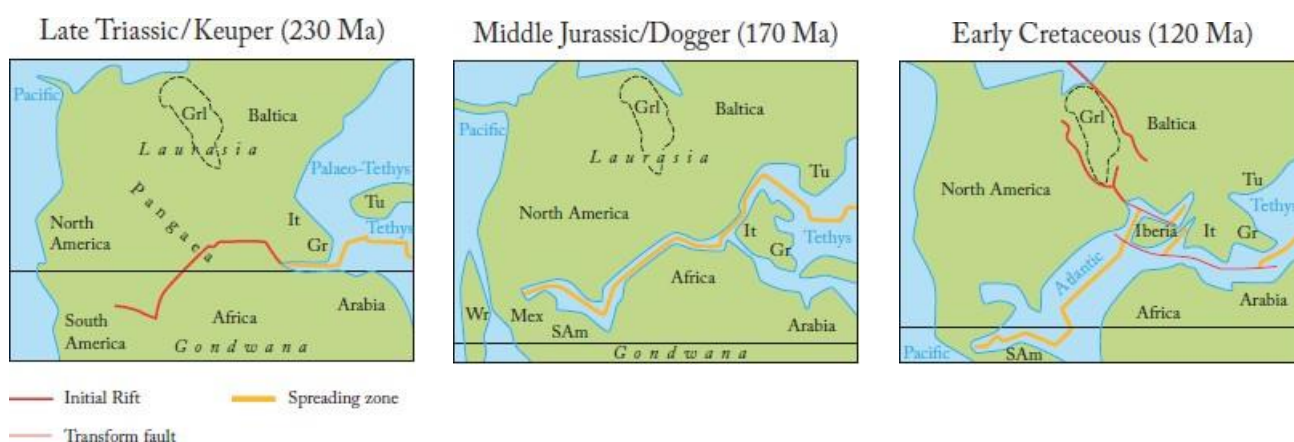 Late Triassic/Keuper (230 Ma)
Pacific
Grl
Baltica
Laurasia
Palaeo-Tethys
Pangaea
Tu
North
America
It
Gr
Tethys
South
America
Africa
Arabia
Gondwana
Middle Jurassic/Dogger (170 Ma)
Pacific
Grl
Baltica
Laurasia
Tu
North America
It
Gr
Tethys
Africa
Wr
Mex
SAm
Arabia
Gondwana
Early Cretaceous (120 Ma)
Grl
Baltica
North America
Tu
Tethys
Iberia
It
Gr
Atlantic
Arabia
Africa
Pacific
SAm
Initial Rift
Spreading zone
Transform fault